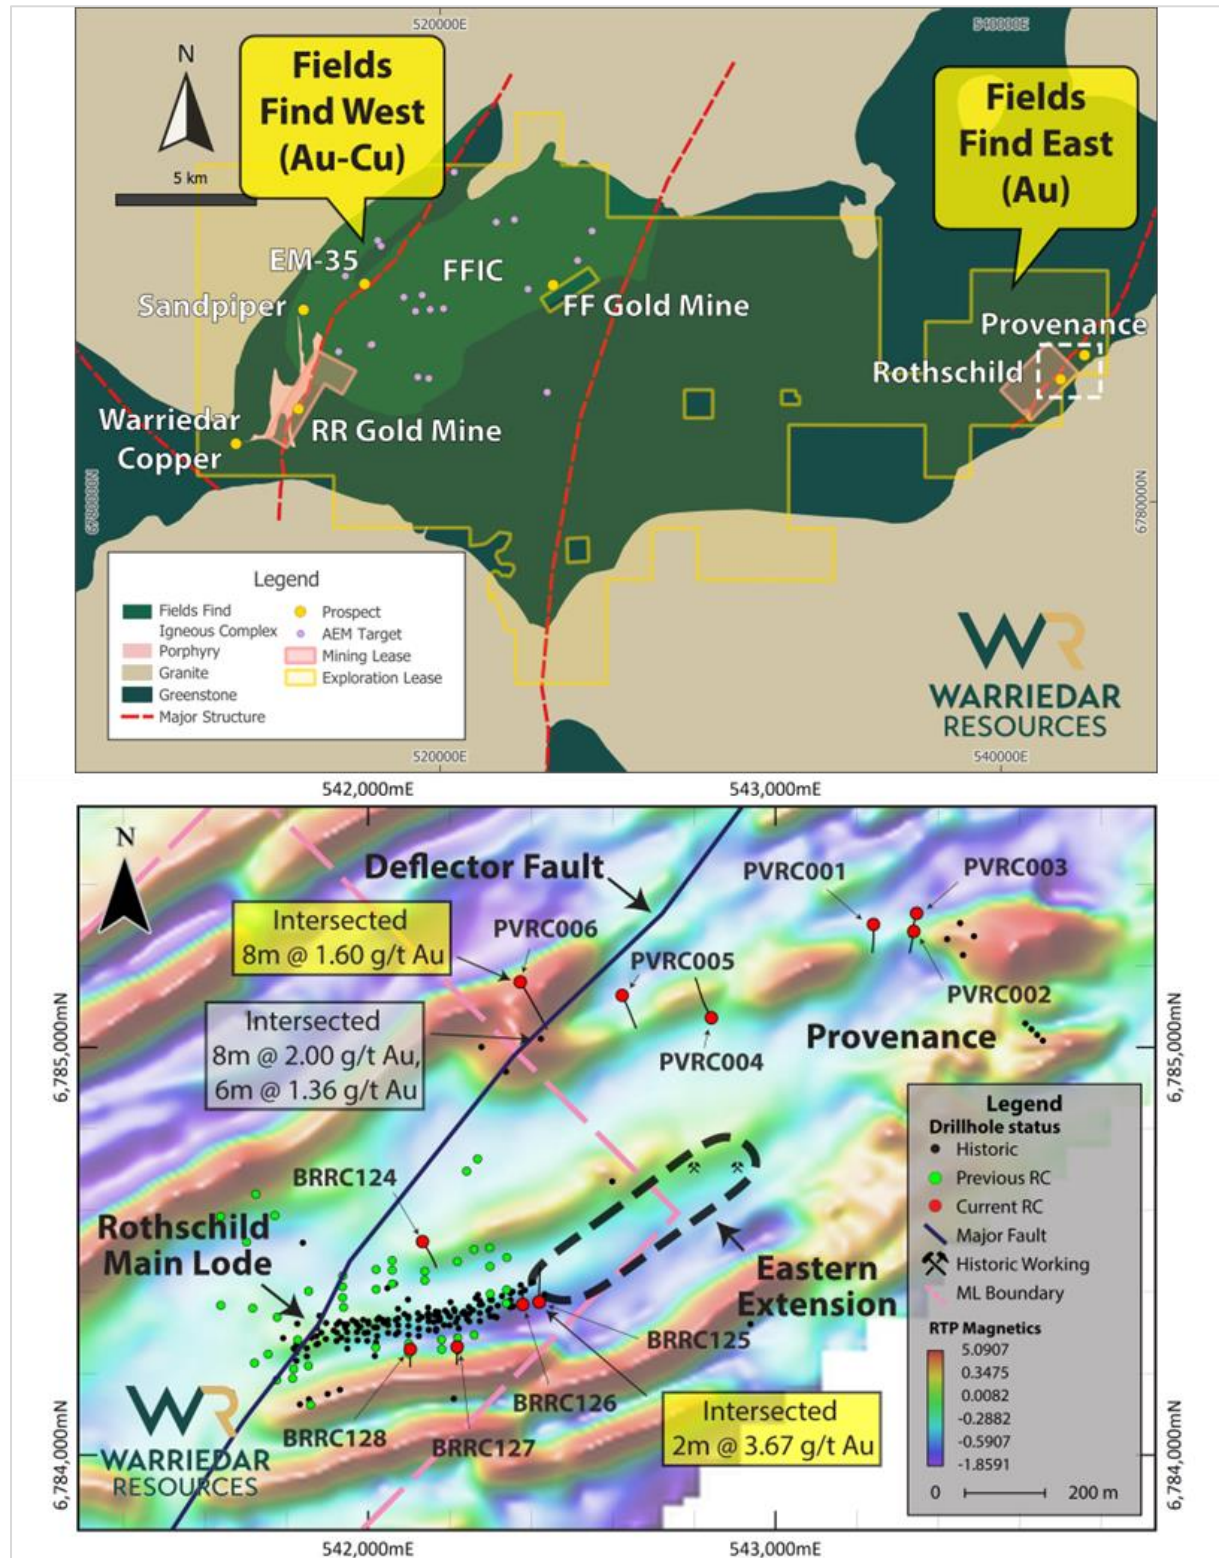 520000E
540000E
N
5 km
Fields
Find West
(Au-Cu)
Fields
Find East
(Au)
EM-35
FFIC
Sandpiper
FF Gold Mine
Provenance
Rothschild
Warriedar
Copper
RR Gold Mine
6780000N
6780000N
Legend
Fields Find
Igneous Complex
Porphyry
Granite
Greenstone
Major Structure
Prospect
AEM Target
Mining Lease
Exploration Lease
WR
WARRIEDAR
RESOURCES
520000E
540000E
542,000mE
543,000mE
N
Deflector Fault
PVRC001
PVRC003
Intersected
8m @ 1.60 g/t Au
PVRC006
PVRC005
PVRC002
Intersected
8m @ 2.00 g/t Au,
6m @ 1.36 g/t Au
PVRC004
Provenance
6,785,000mN
6,785,000mN
BRRC124
Rothschild
Main Lode
Eastern
Extension
BRRC125
BRRC126
BRRC128
BRRC127
Intersected
2m @ 3.67 g/t Au
Legend
Drillhole status
Historic
Previous RC
Current RC
Major Fault
Historic Working
ML Boundary
RTP Magnetics
5.0907
0.3475
0.0082
-0.2882
-0.5907
-1.8591
0 200 m
WR
WARRIEDAR
RESOURCES
6,784,000mN
6,784,000mN
542,000mE
543,000mE